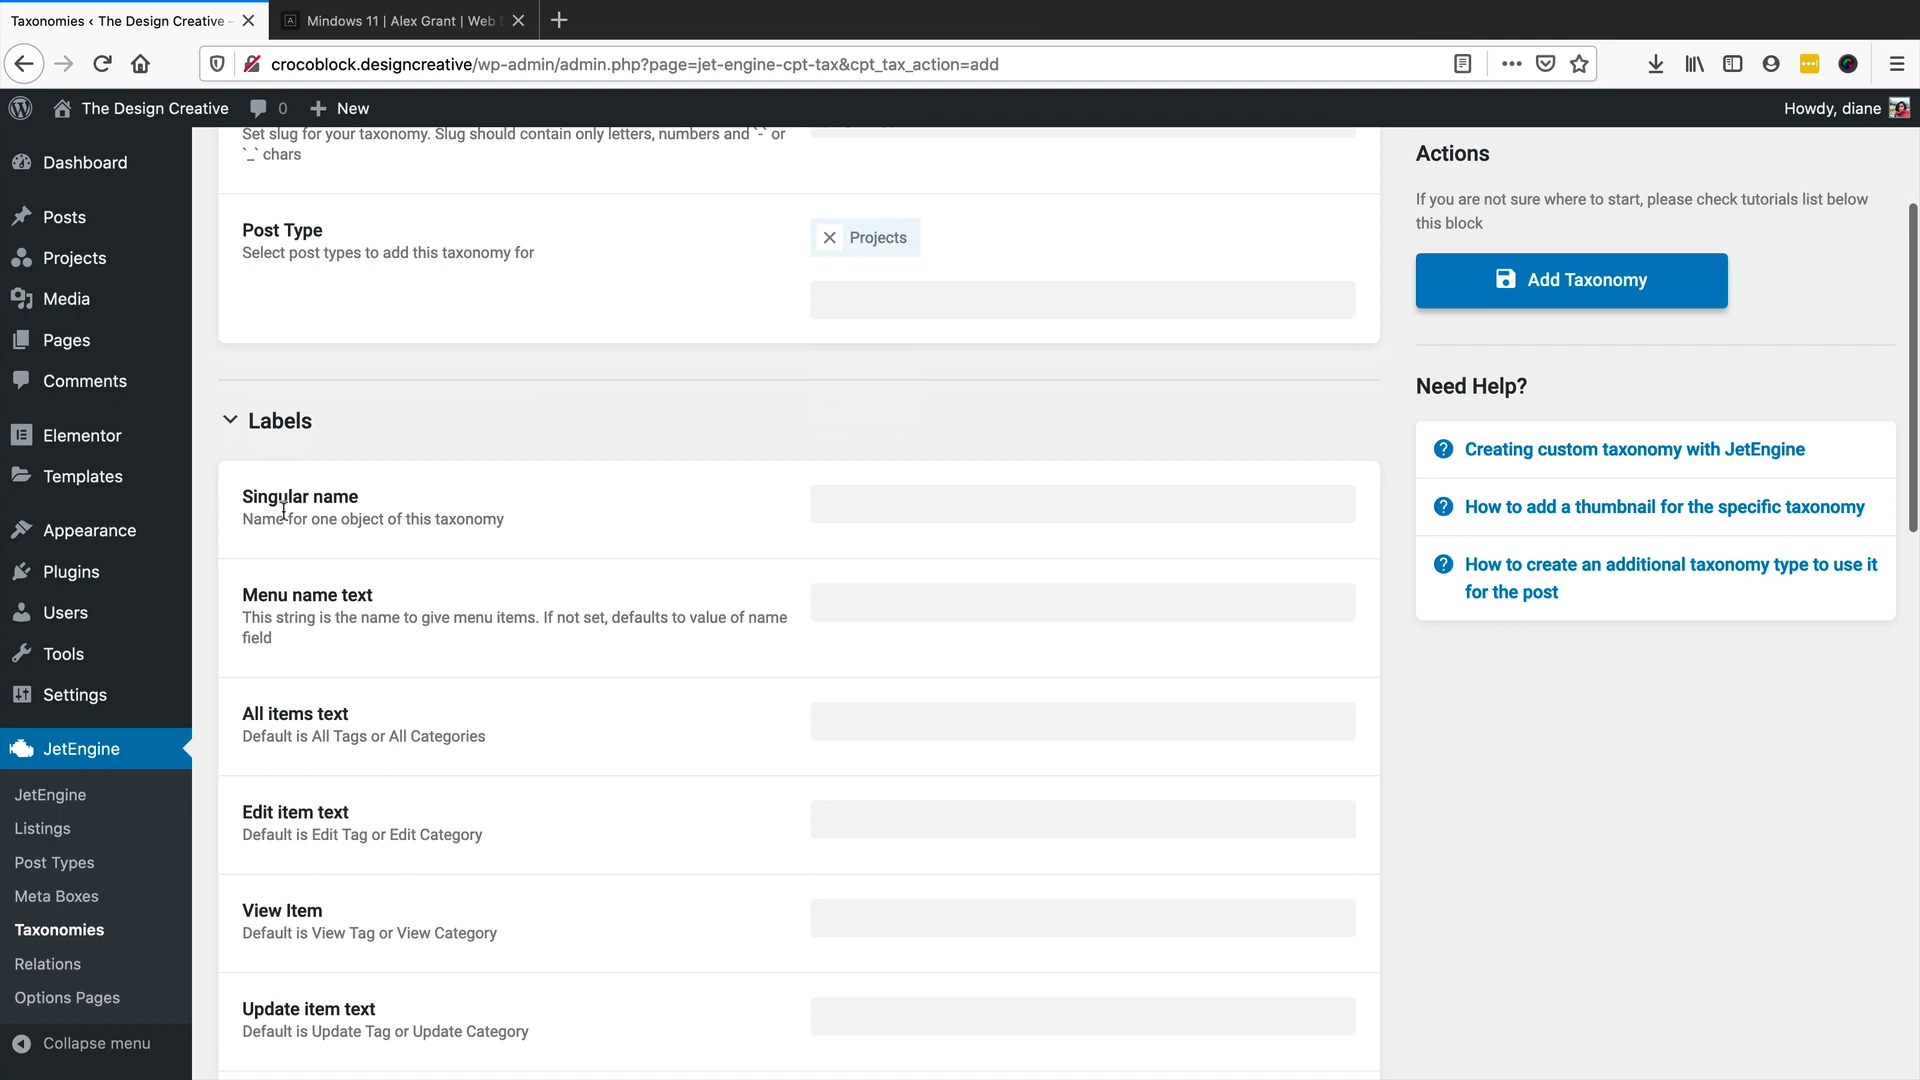 Taxonomies ‹ The Design Creative –
Mindows 11 | Alex Grant | Web
crocoblock.designcreative/wp-admin/admin.php?page=jet-engine-cpt-tax&cpt_tax_action=add
The Design Creative
0
New
Howdy, diane
Dashboard
Posts
Projects
Media
Pages
Comments
Elementor
Templates
Appearance
Plugins
Users
Tools
Settings
JetEngine
JetEngine
Listings
Post Types
Meta Boxes
Taxonomies
Relations
Options Pages
Collapse menu
Set slug for your taxonomy. Slug should contain only letters, numbers and `-` or
`_` chars
Post Type
Select post types to add this taxonomy for
Projects
Labels
Singular name
Name for one object of this taxonomy
Menu name text
This string is the name to give menu items. If not set, defaults to value of name
field
All items text
Default is All Tags or All Categories
Edit item text
Default is Edit Tag or Edit Category
View Item
Default is View Tag or View Category
Update item text
Default is Update Tag or Update Category
Actions
If you are not sure where to start, please check tutorials list below
this block
Add Taxonomy
Need Help?
Creating custom taxonomy with JetEngine
How to add a thumbnail for the specific taxonomy
How to create an additional taxonomy type to use it
for the post